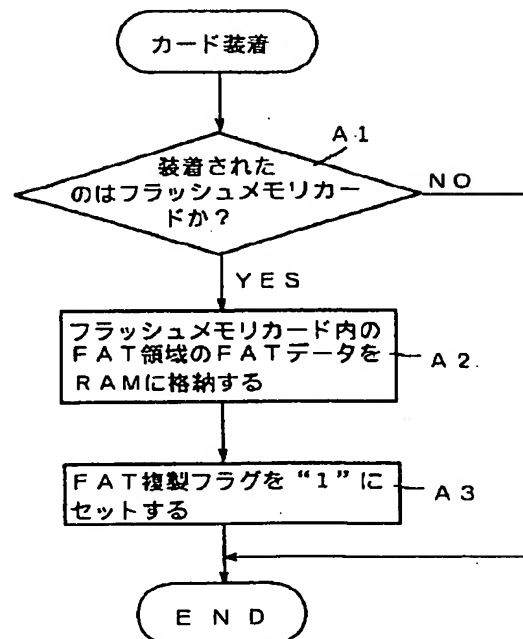 カード装着
A1
装着された
のはフラッシュメモリカー
ドか？
NO
YES
フラッシュメモリカード内の
FAT領域のFATデータを
RAMに格納する
A2
FAT複製フラグを“1”に
セットする
A3
END